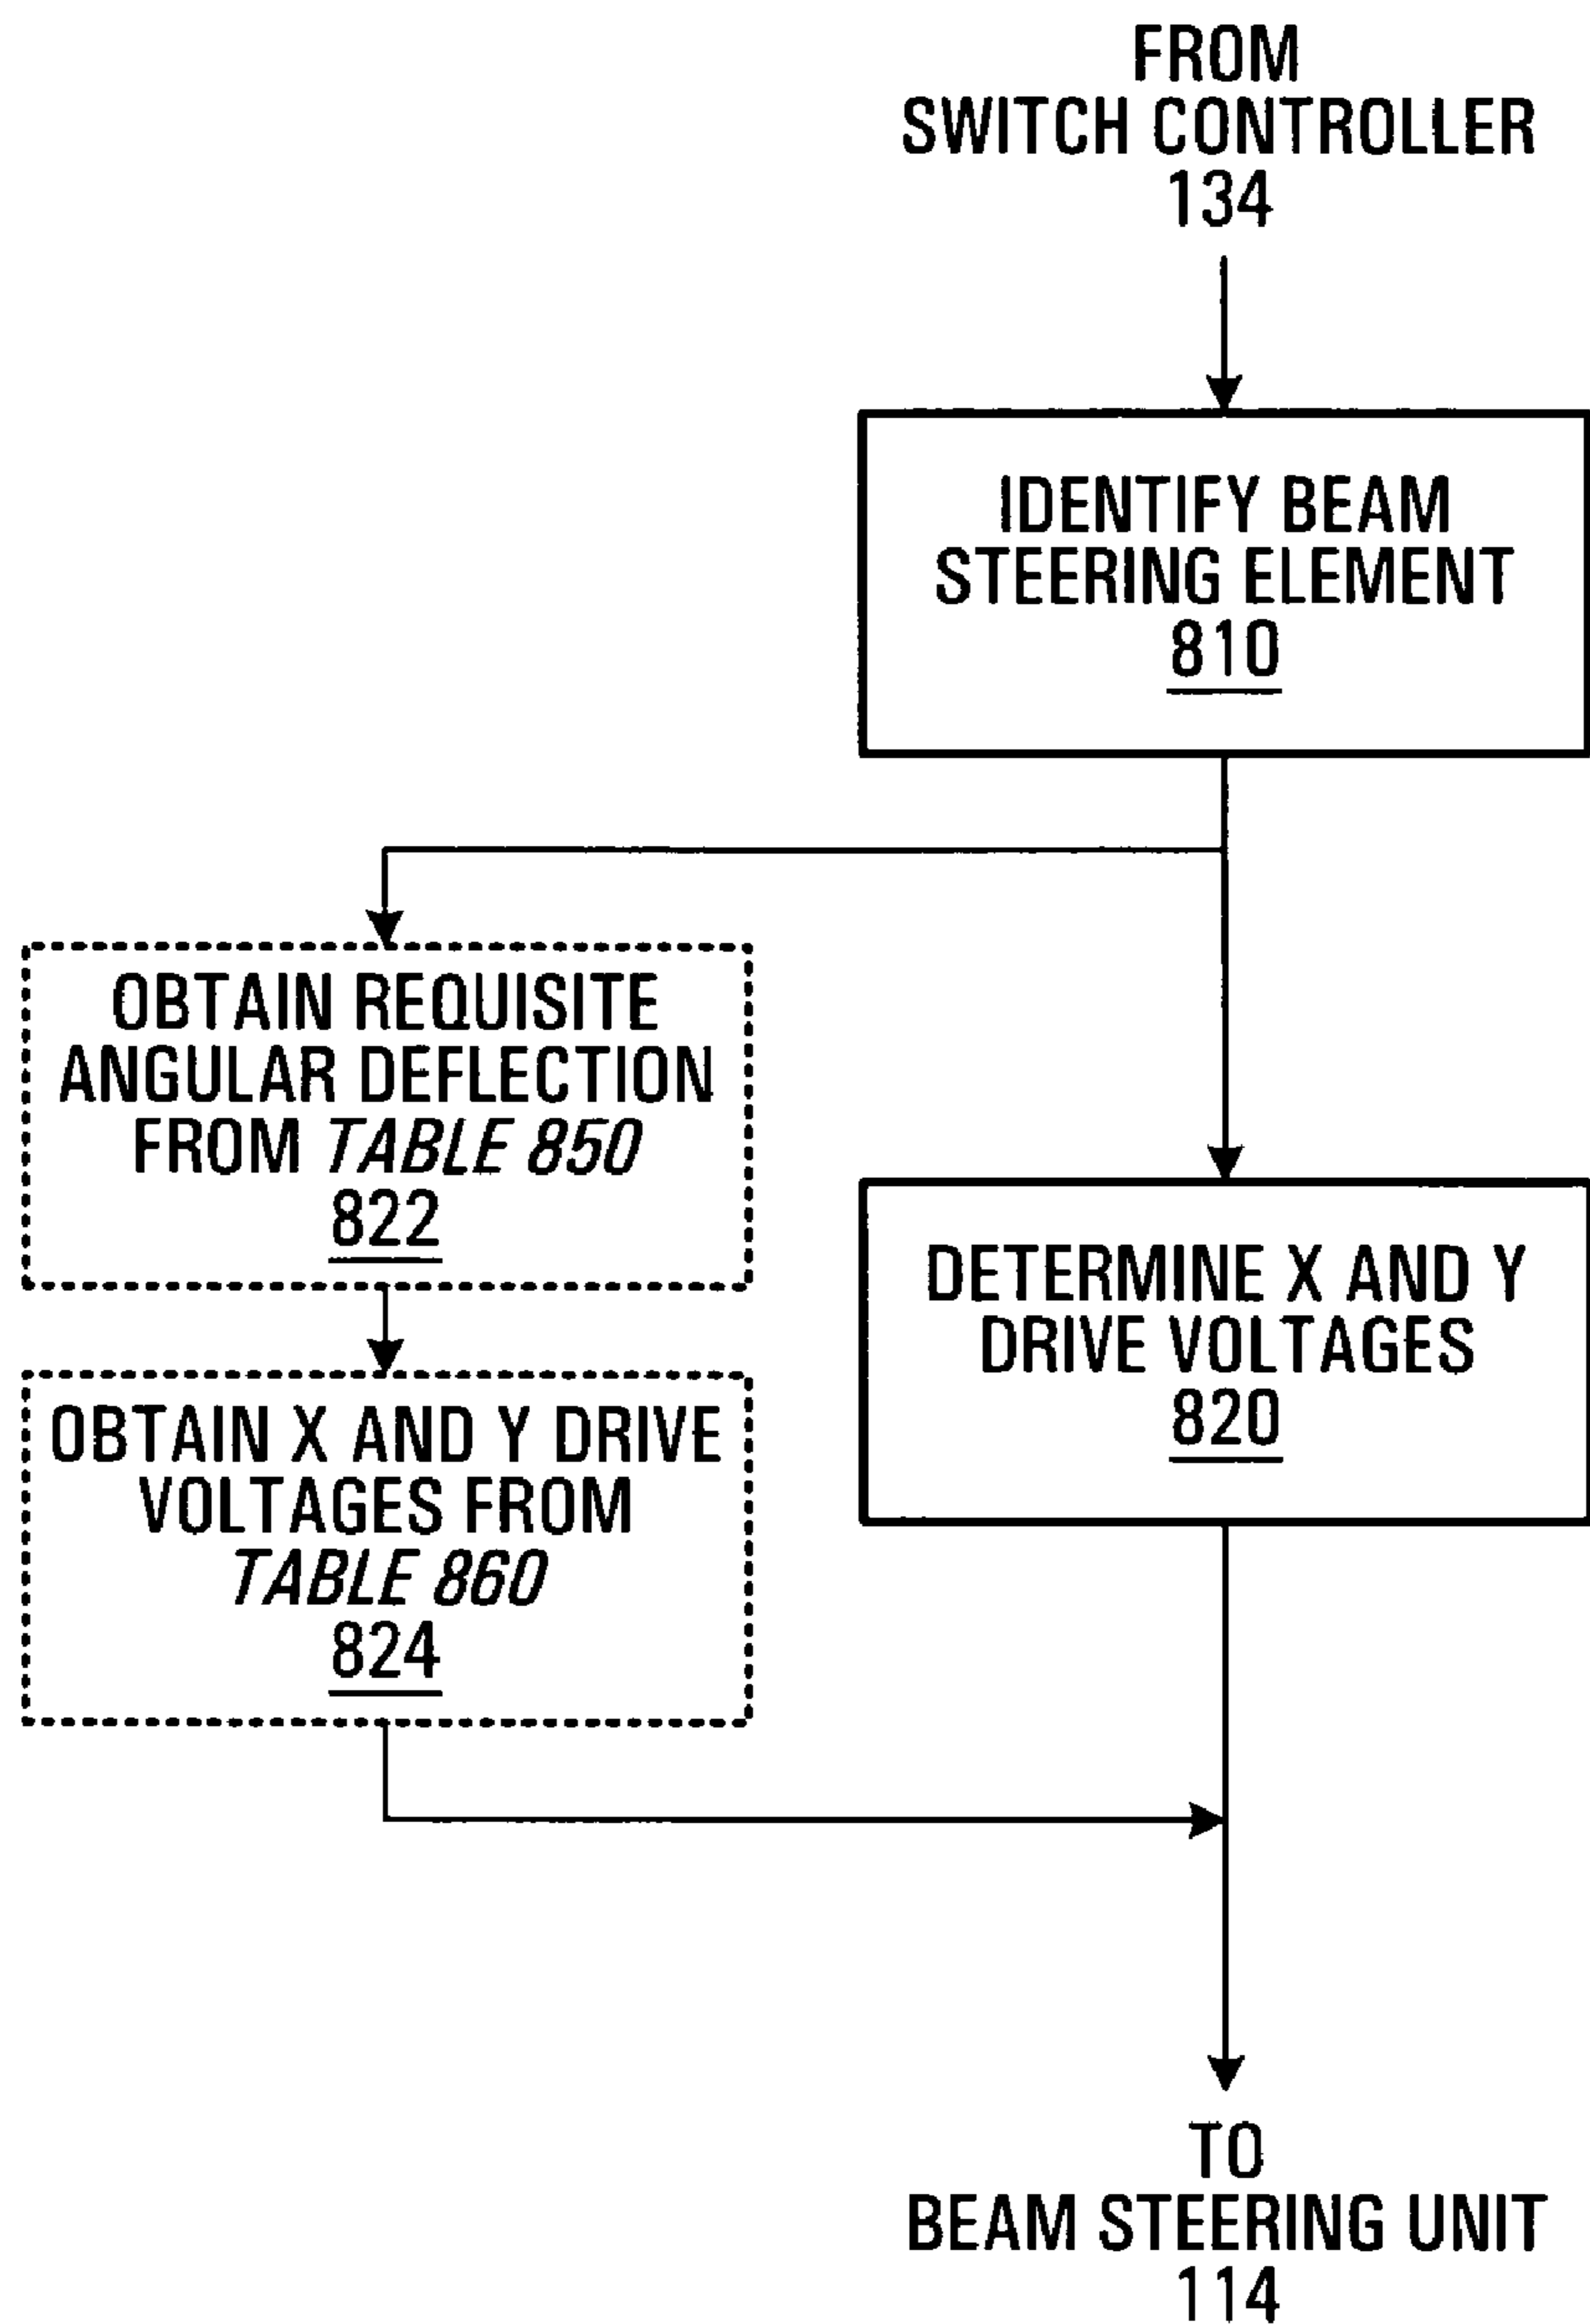 FROM
SWITCH CONTROLLER
134
IDENTIFY BEAM
STEERING ELEMENT
810
OBTAIN REQUISITE
ANGULAR DEFLECTION
FROM TABLE 850
822
OBTAIN X AND Y DRIVE
VOLTAGES FROM
TABLE 860
824
DETERMINE X AND Y
DRIVE VOLTAGES
820
TO
BEAM STEERING UNIT
114